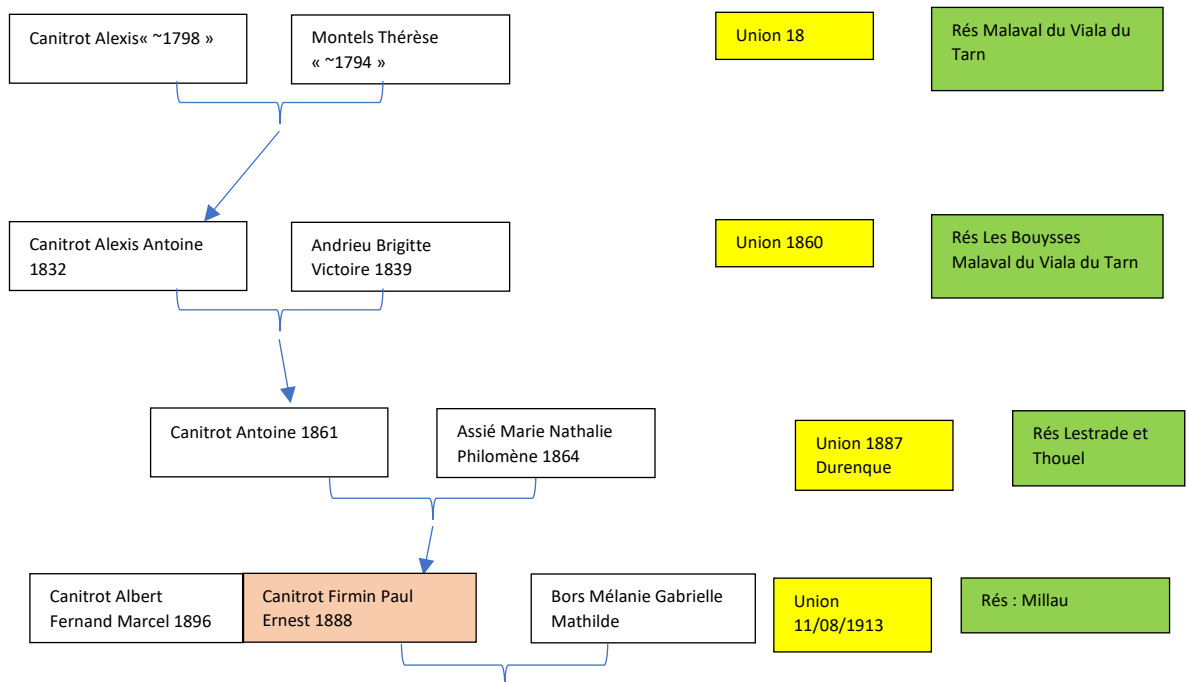 Canitrot Alexis« ~1798 »
Montels Thérèse
« ~1794 »
Union 18
Rés Malaval du Viala du
Tarn
Canitrot Alexis Antoine
1832
Andrieu Brigitte
Victoire 1839
Union 1860
Rés Les Bouysses
Malaval du Viala du Tarn
Canitrot Antoine 1861
Assié Marie Nathalie
Philomène 1864
Union 1887
Durenque
Rés Lestrade et
Thouel
Canitrot Albert
Fernand Marcel 1896
Canitrot Firmin Paul
Ernest 1888
Bors Mélanie Gabrielle
Mathilde
Union
11/08/1913
Rés : Millau